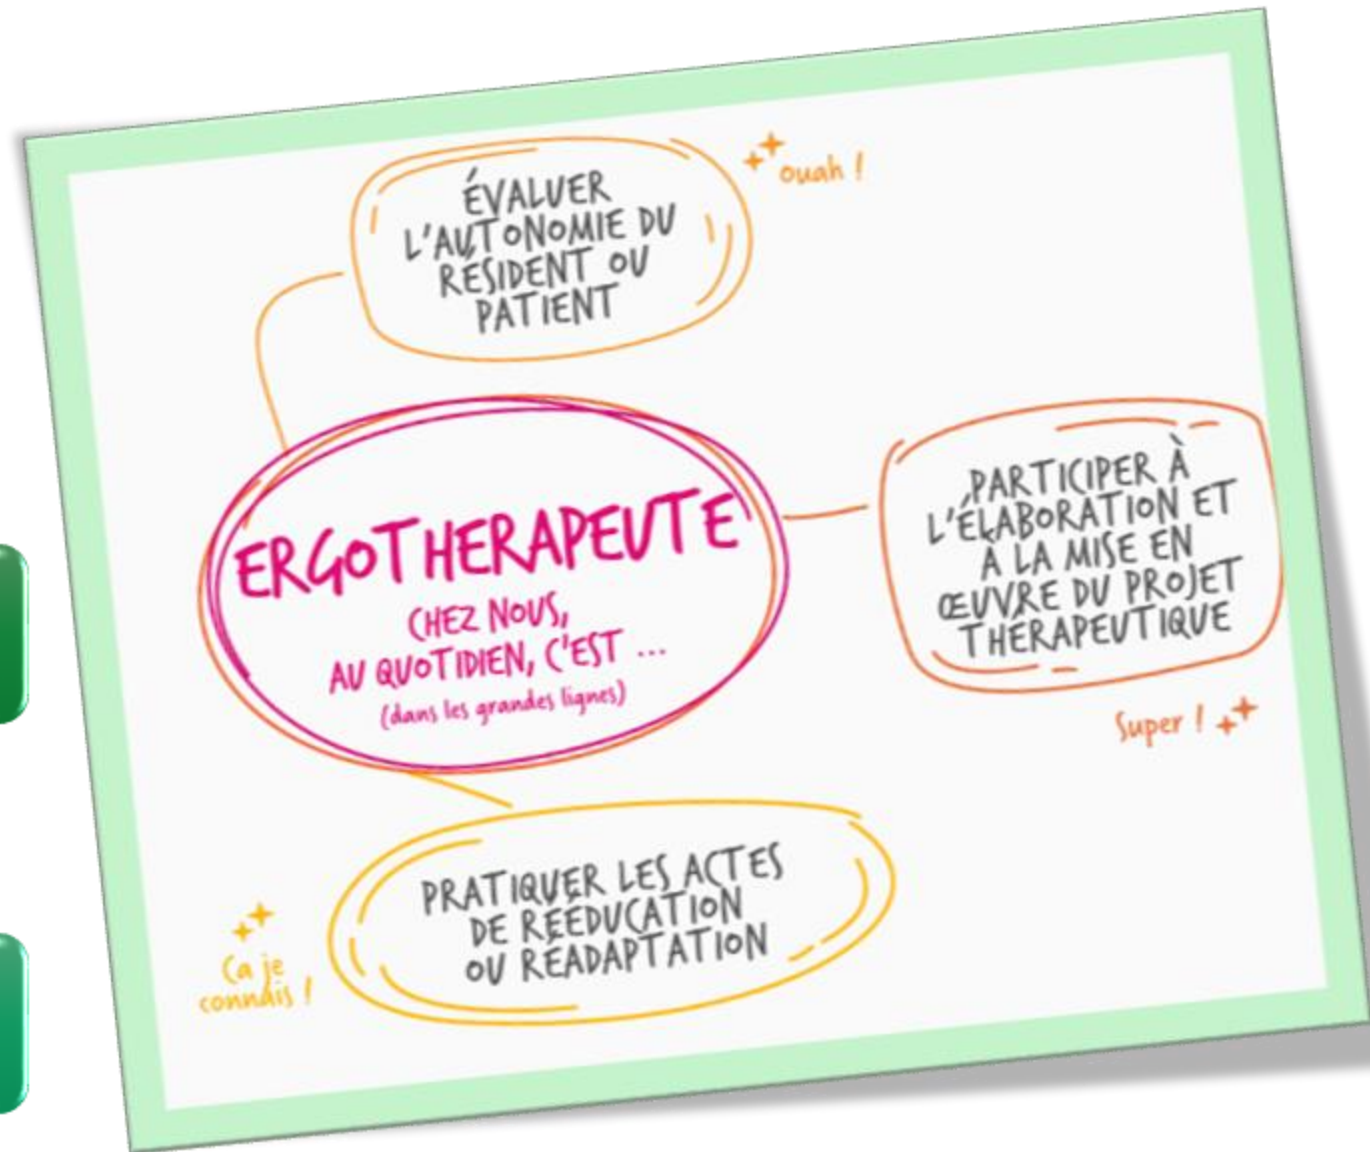 ÉVALUER
L'AUTONOMIE DU
RÉSIDENT OU
PATIENT
ouah !
ERGOTHERAPEUTE
CHEZ NOUS,
AU QUOTIDIEN, C'EST ...
(dans les grandes lignes)
PARTICIPER À
L'ÉLABORATION ET
À LA MISE EN
ŒUVRE DU PROJET
THÉRAPEUTIQUE
Super !
PRATIQUER LES ACTES
DE RÉÉDUCATION
OU RÉADAPTATION
Ca je
connais !